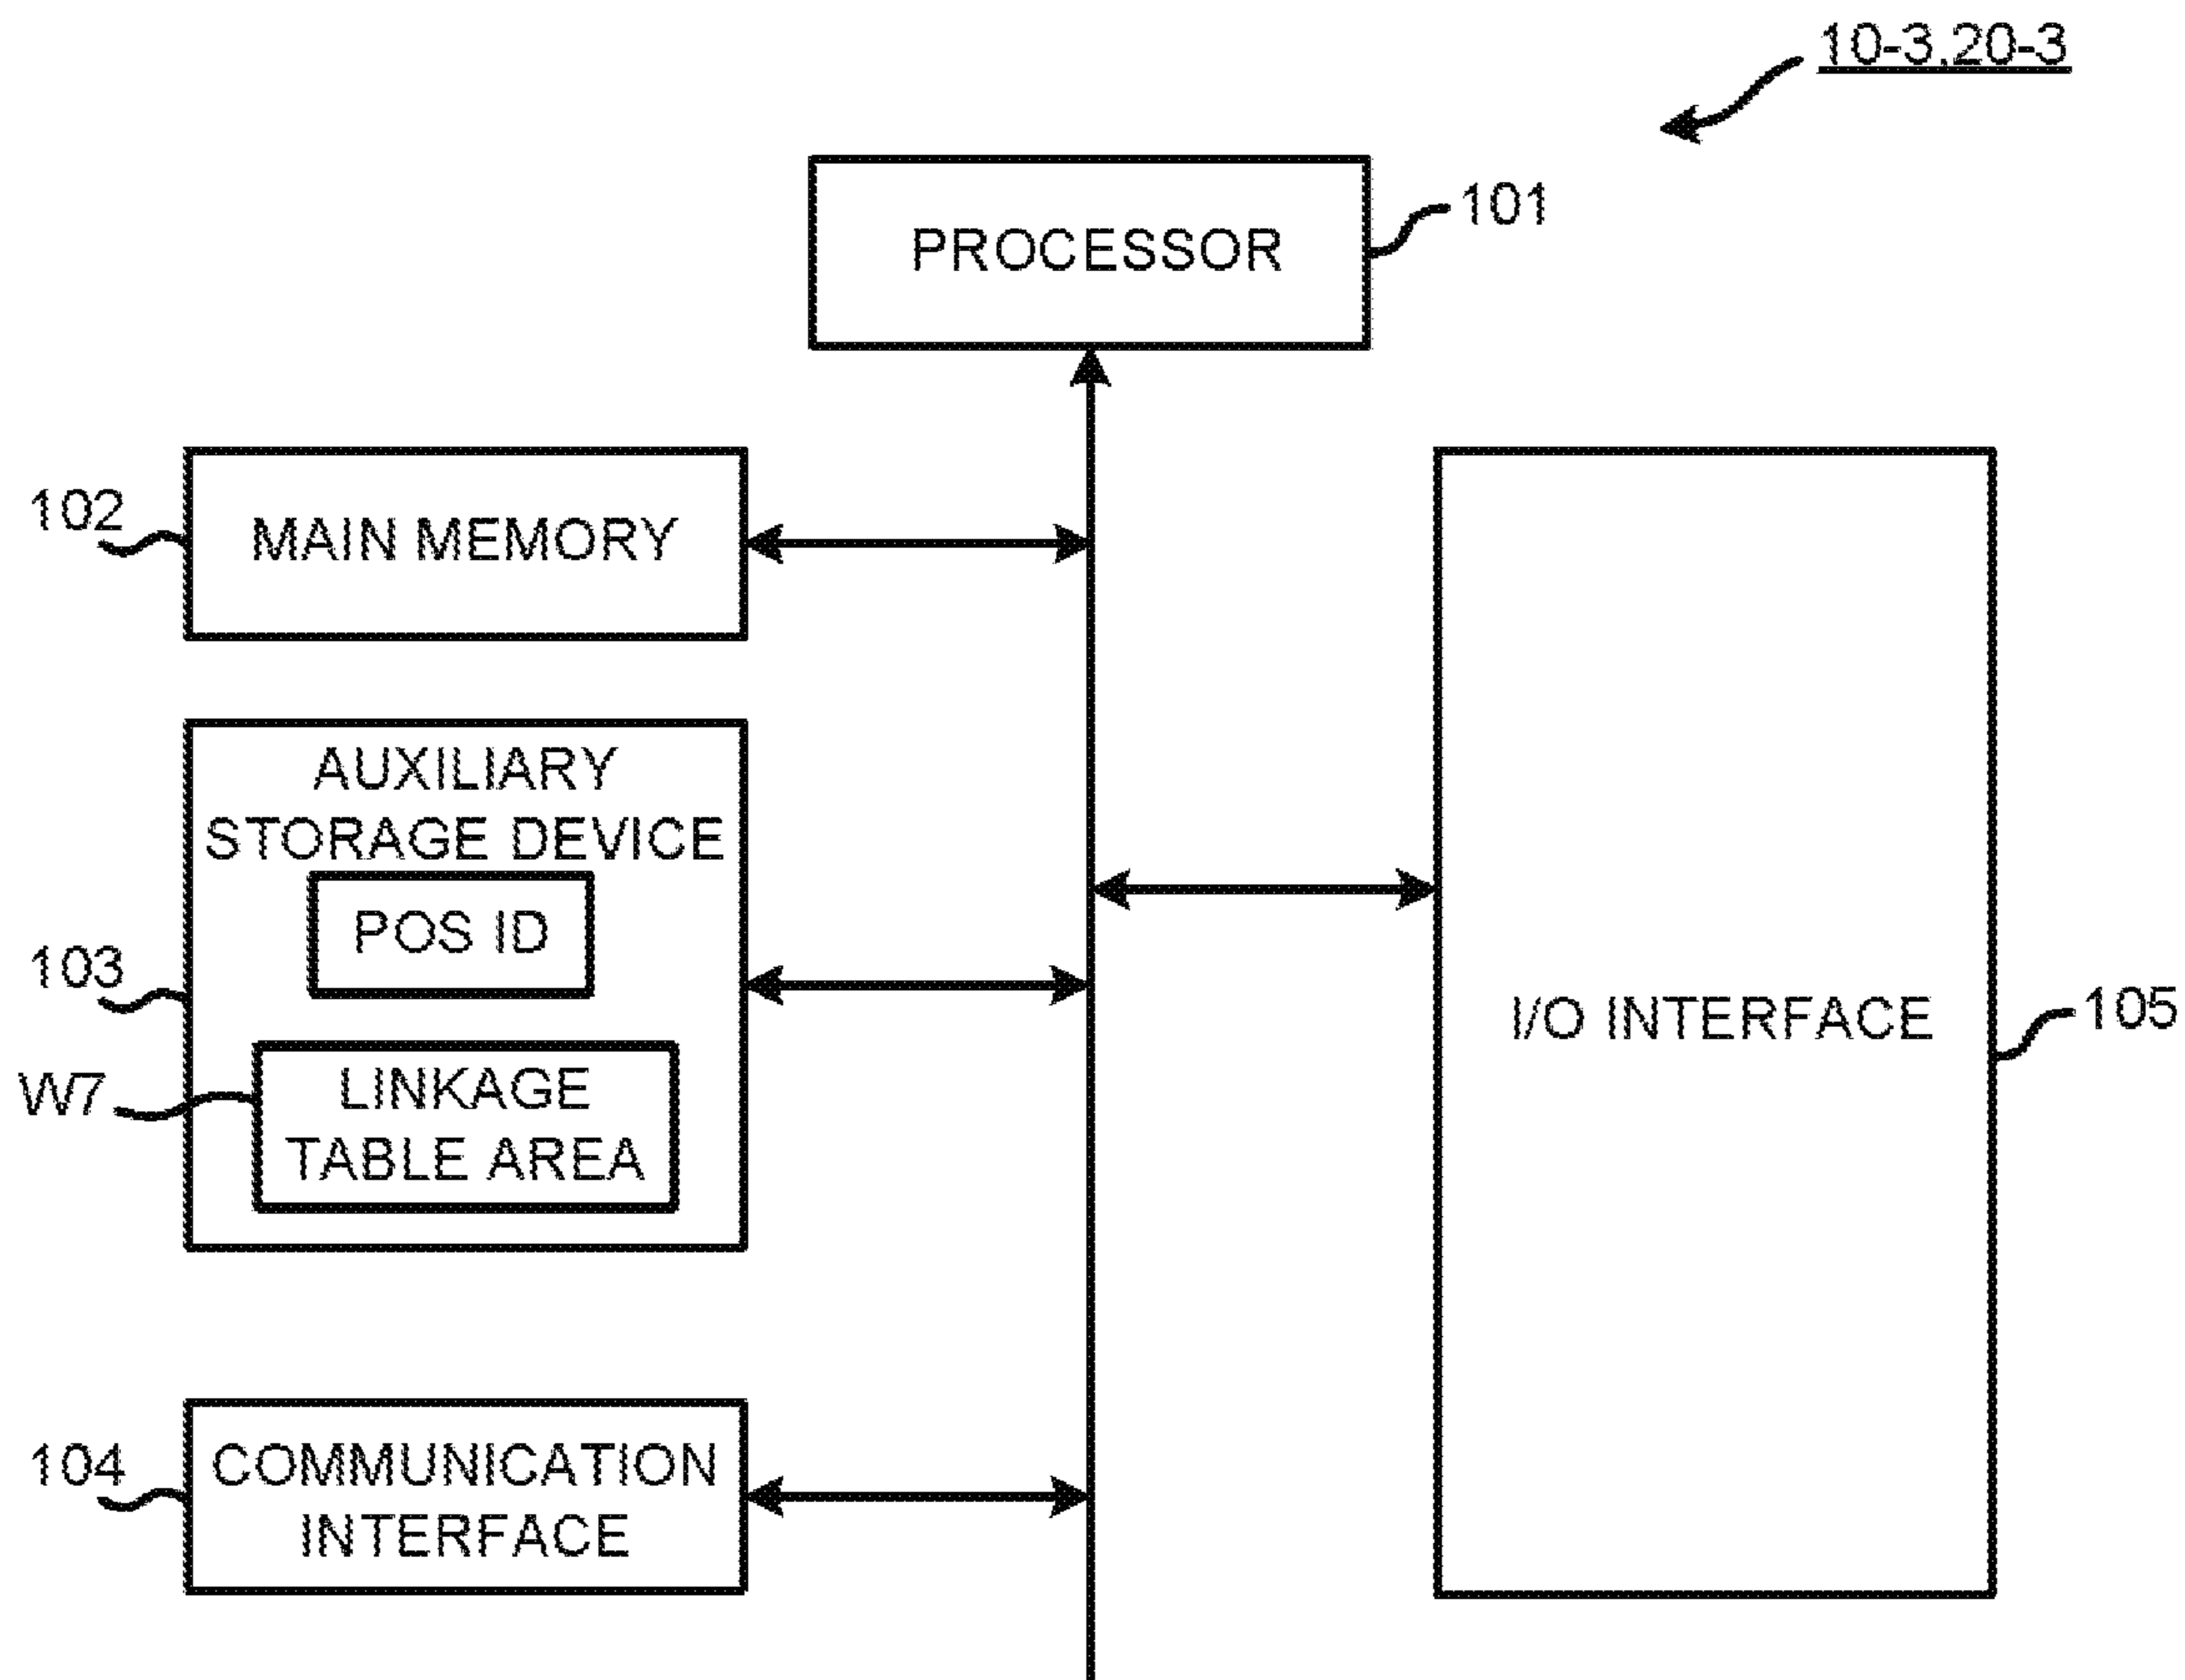 10-3,20-3
PROCESSOR
101
102
MAIN MEMORY
AUXILIARY
STORAGE DEVICE
POS ID
103
W7
LINKAGE
TABLE AREA
I/O INTERFACE
105
104
COMMUNICATION
INTERFACE